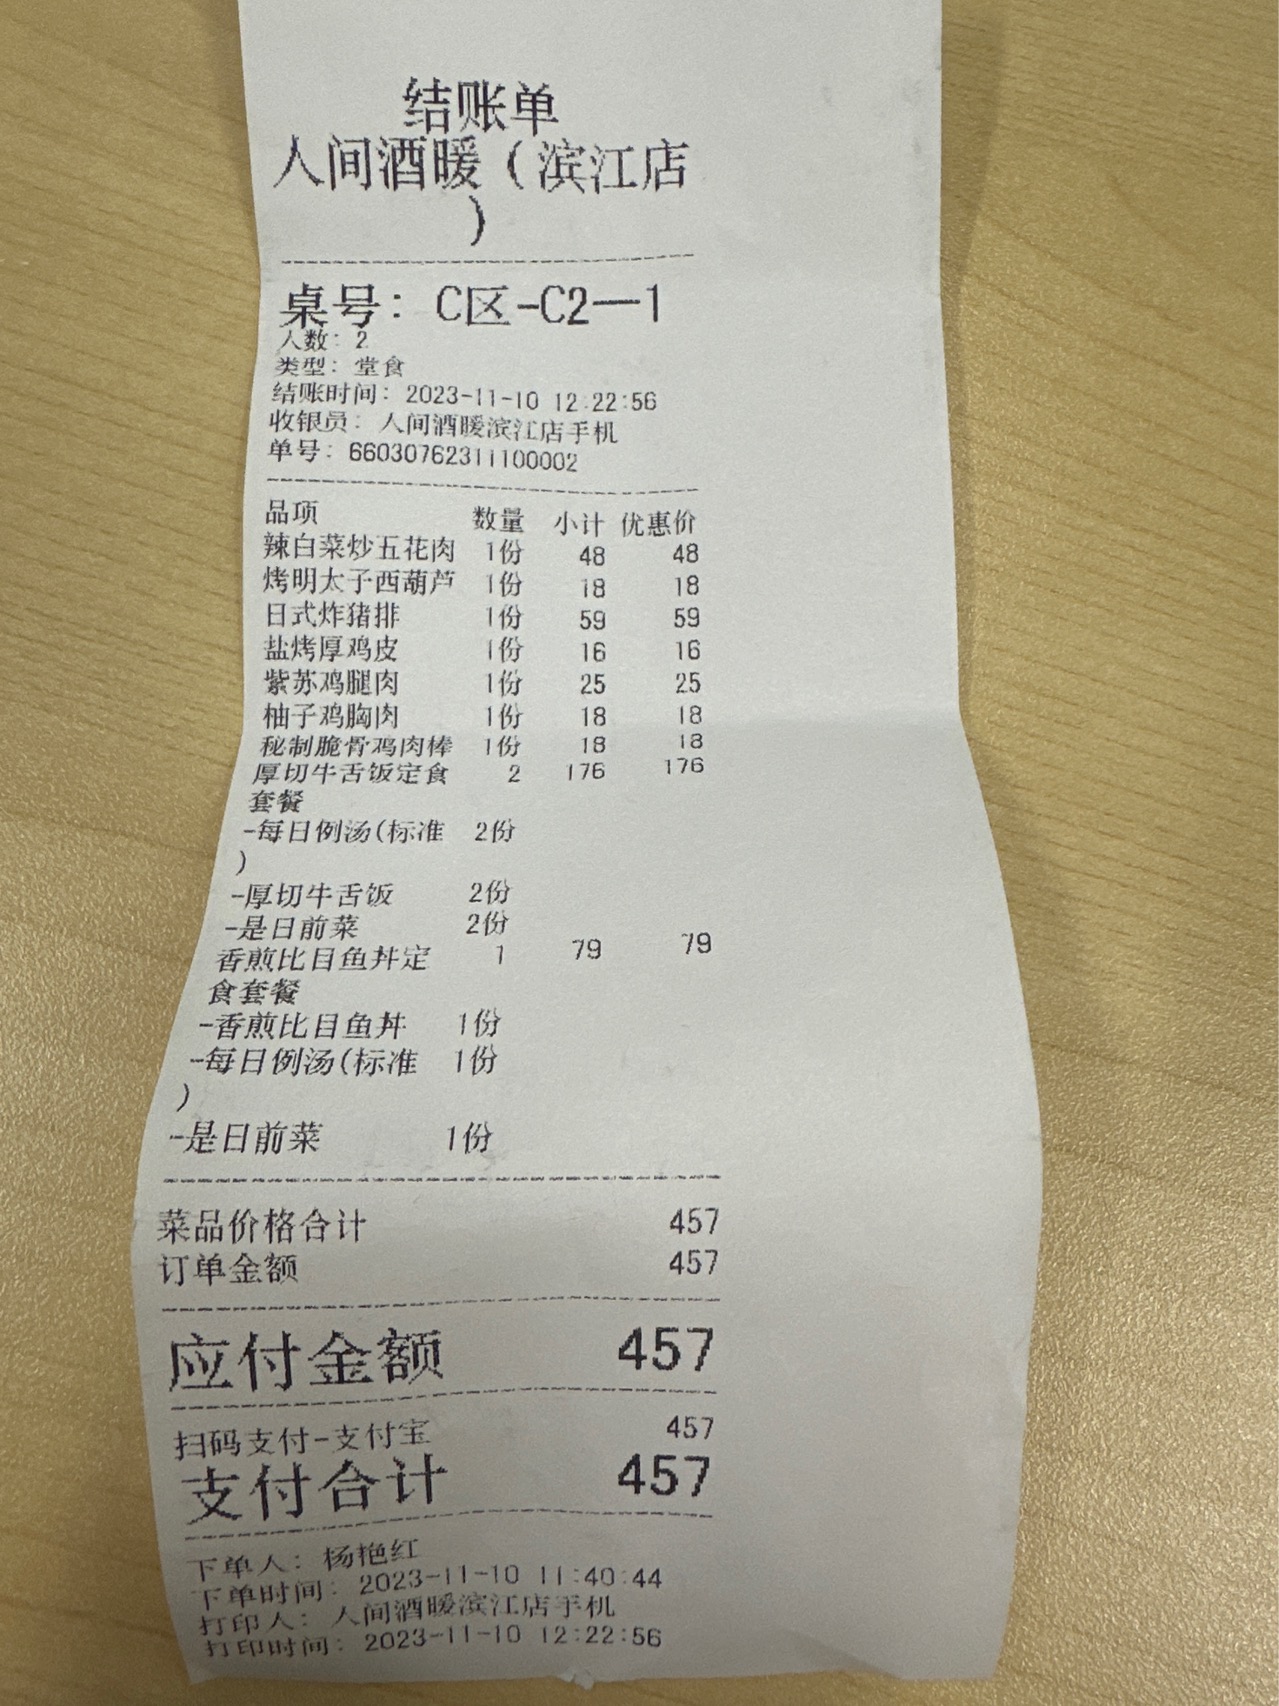 结账单
人间酒暖（滨江店
）
桌号：C区-C2一1
人数：2
类型：堂食
结账时间：2023-11-10 12:22:56
收银员：人间酒暖滨江店手机
单号：66030762311100002
品项 数量 小计 优惠价
辣白菜炒五花肉 1份 48 48
烤明太子西葫芦 1份 18 18
日式炸猪排 1份 59 59
盐烤厚鸡皮 1份 16 16
紫苏鸡腿肉 1份 25 25
柚子鸡胸肉 1份 18 18
秘制脆骨鸡肉棒 1份 18 18
厚切牛舌饭定食 2 176 176
套餐
-每日例汤(标准 2份
)
-厚切牛舌饭 2份
-是日前菜 2份
香煎比目鱼丼定 1 79 79
食套餐
-香煎比目鱼丼 1份
-每日例汤(标准 1份
)
-是日前菜 1份
菜品价格合计 457
订单金额 457
应付金额 457
扫码支付-支付宝 457
支付合计 457
下单人：杨艳红
下单时间：2023-11-10 11:40:44
打印人：人间酒暖滨江店手机
打印时间：2023-11-10 12:22:56